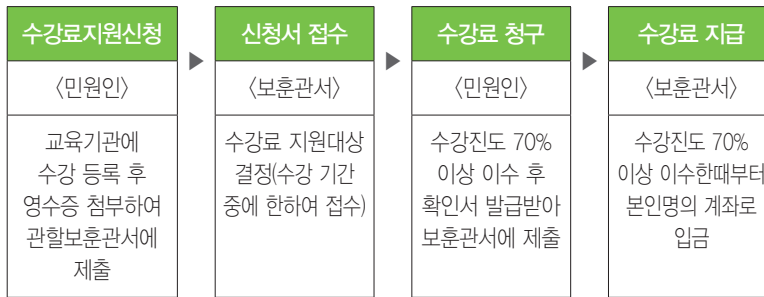 수강료지원신청
〈민원인〉
교육기관에
수강 등록 후
영수증 첨부하여
관할보훈관서에
제출
신청서 접수
〈보훈관서〉
수강료 지원대상
결정(수강 기간
중에 한하여 접수)
수강료 청구
〈민원인〉
수강진도 70%
이상 이수 후
확인서 발급받아
보훈관서에 제출
수강료 지급
〈보훈관서〉
수강진도 70%
이상 이수한때부터
본인명의 계좌로
입금